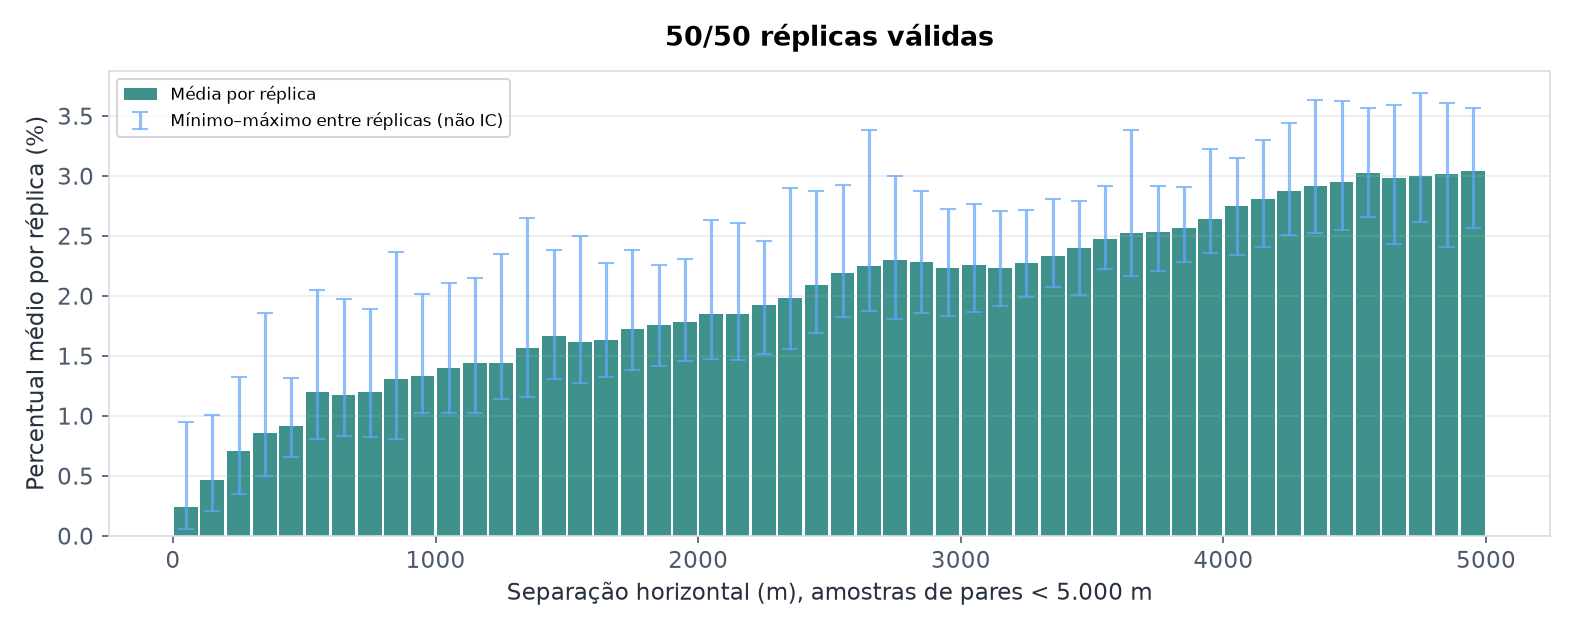 50/50 réplicas válidas
Média por réplica
Mínimo–máximo entre réplicas (não IC)
Percentual médio por réplica (%)
3.5
3.0
2.5
2.0
1.5
1.0
0.5
0.0
0 1000 2000 3000 4000 5000
Separação horizontal (m), amostras de pares < 5.000 m